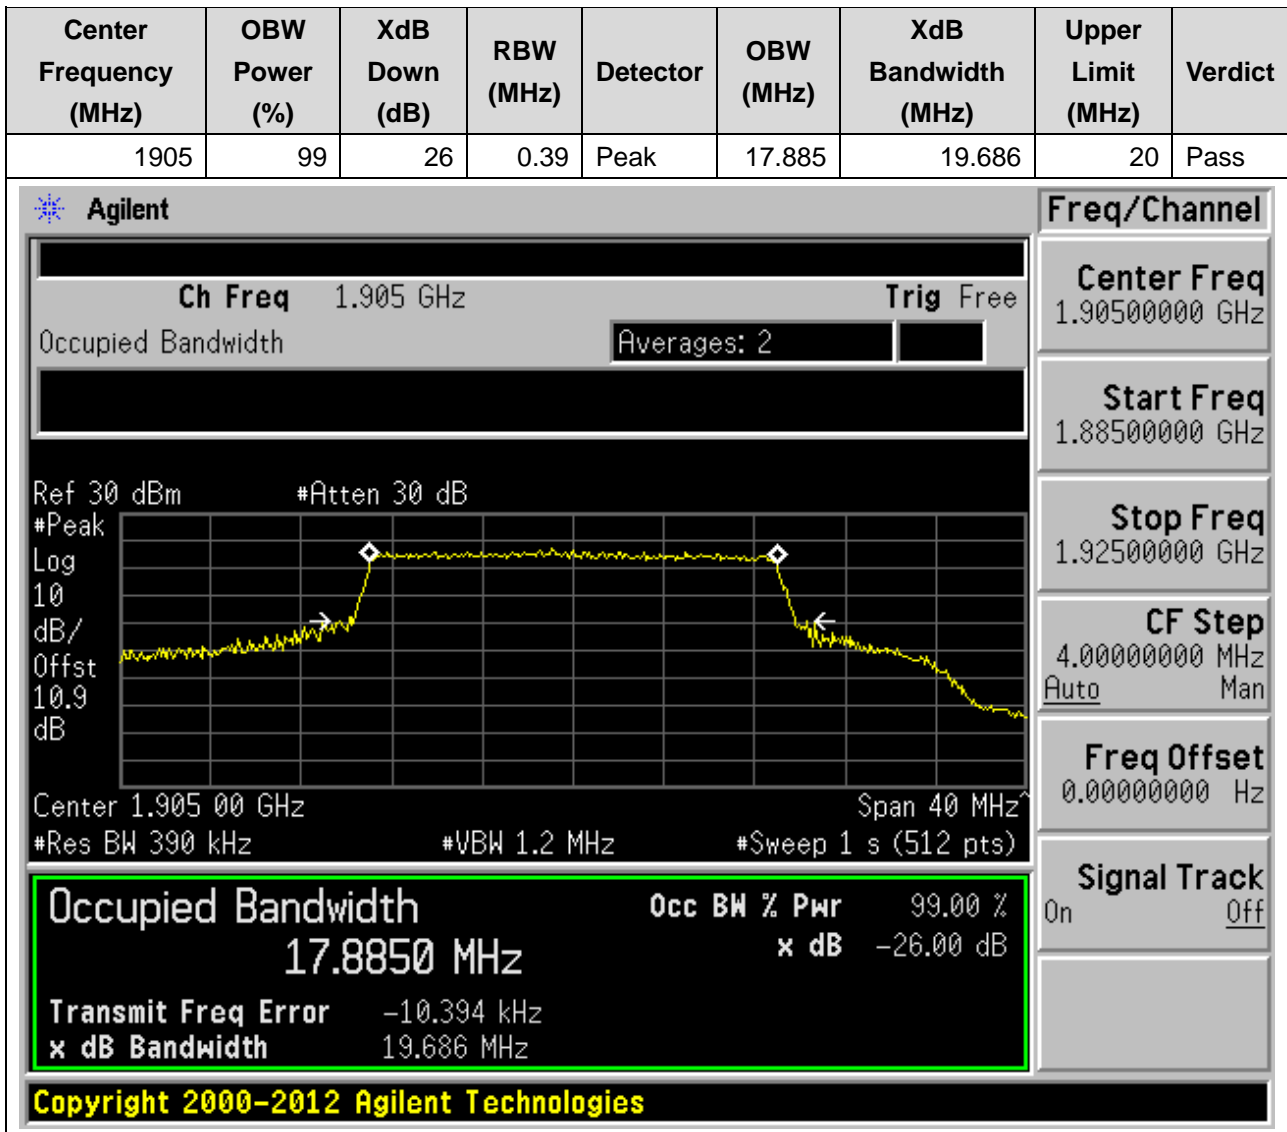 Center Frequency (MHz) OBW Power (%) XdB Down (dB) RBW (MHz) Detector OBW (MHz) XdB Bandwidth (MHz) Upper Limit (MHz) Verdict
1905 99 26 0.39 Peak 17.885 19.686 20 Pass
Agilent
Freq/Channel
Ch Freq 1.905 GHz Trig Free
Occupied Bandwidth Averages: 2
Ref 30 dBm #Atten 30 dB
#Peak
Log
10
dB/
Offst
10.9
dB
Center 1.905 00 GHz Span 40 MHz^
#Res BW 390 kHz #VBW 1.2 MHz #Sweep 1 s (512 pts)
Occupied Bandwidth Occ BW % Pwr 99.00 %
17.8850 MHz x dB -26.00 dB
Transmit Freq Error -10.394 kHz
x dB Bandwidth 19.686 MHz
Center Freq
1.90500000 GHz
Start Freq
1.88500000 GHz
Stop Freq
1.92500000 GHz
CF Step
4.00000000 MHz
Auto Man
Freq Offset
0.00000000 Hz
Signal Track
On Off
Copyright 2000-2012 Agilent Technologies